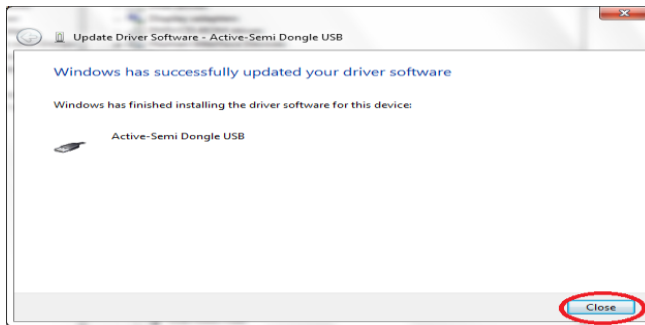 Update Driver Software - Active-Semi Dongle USB
Windows has successfully updated your driver software
Windows has finished installing the driver software for this device:
Active-Semi Dongle USB
Close